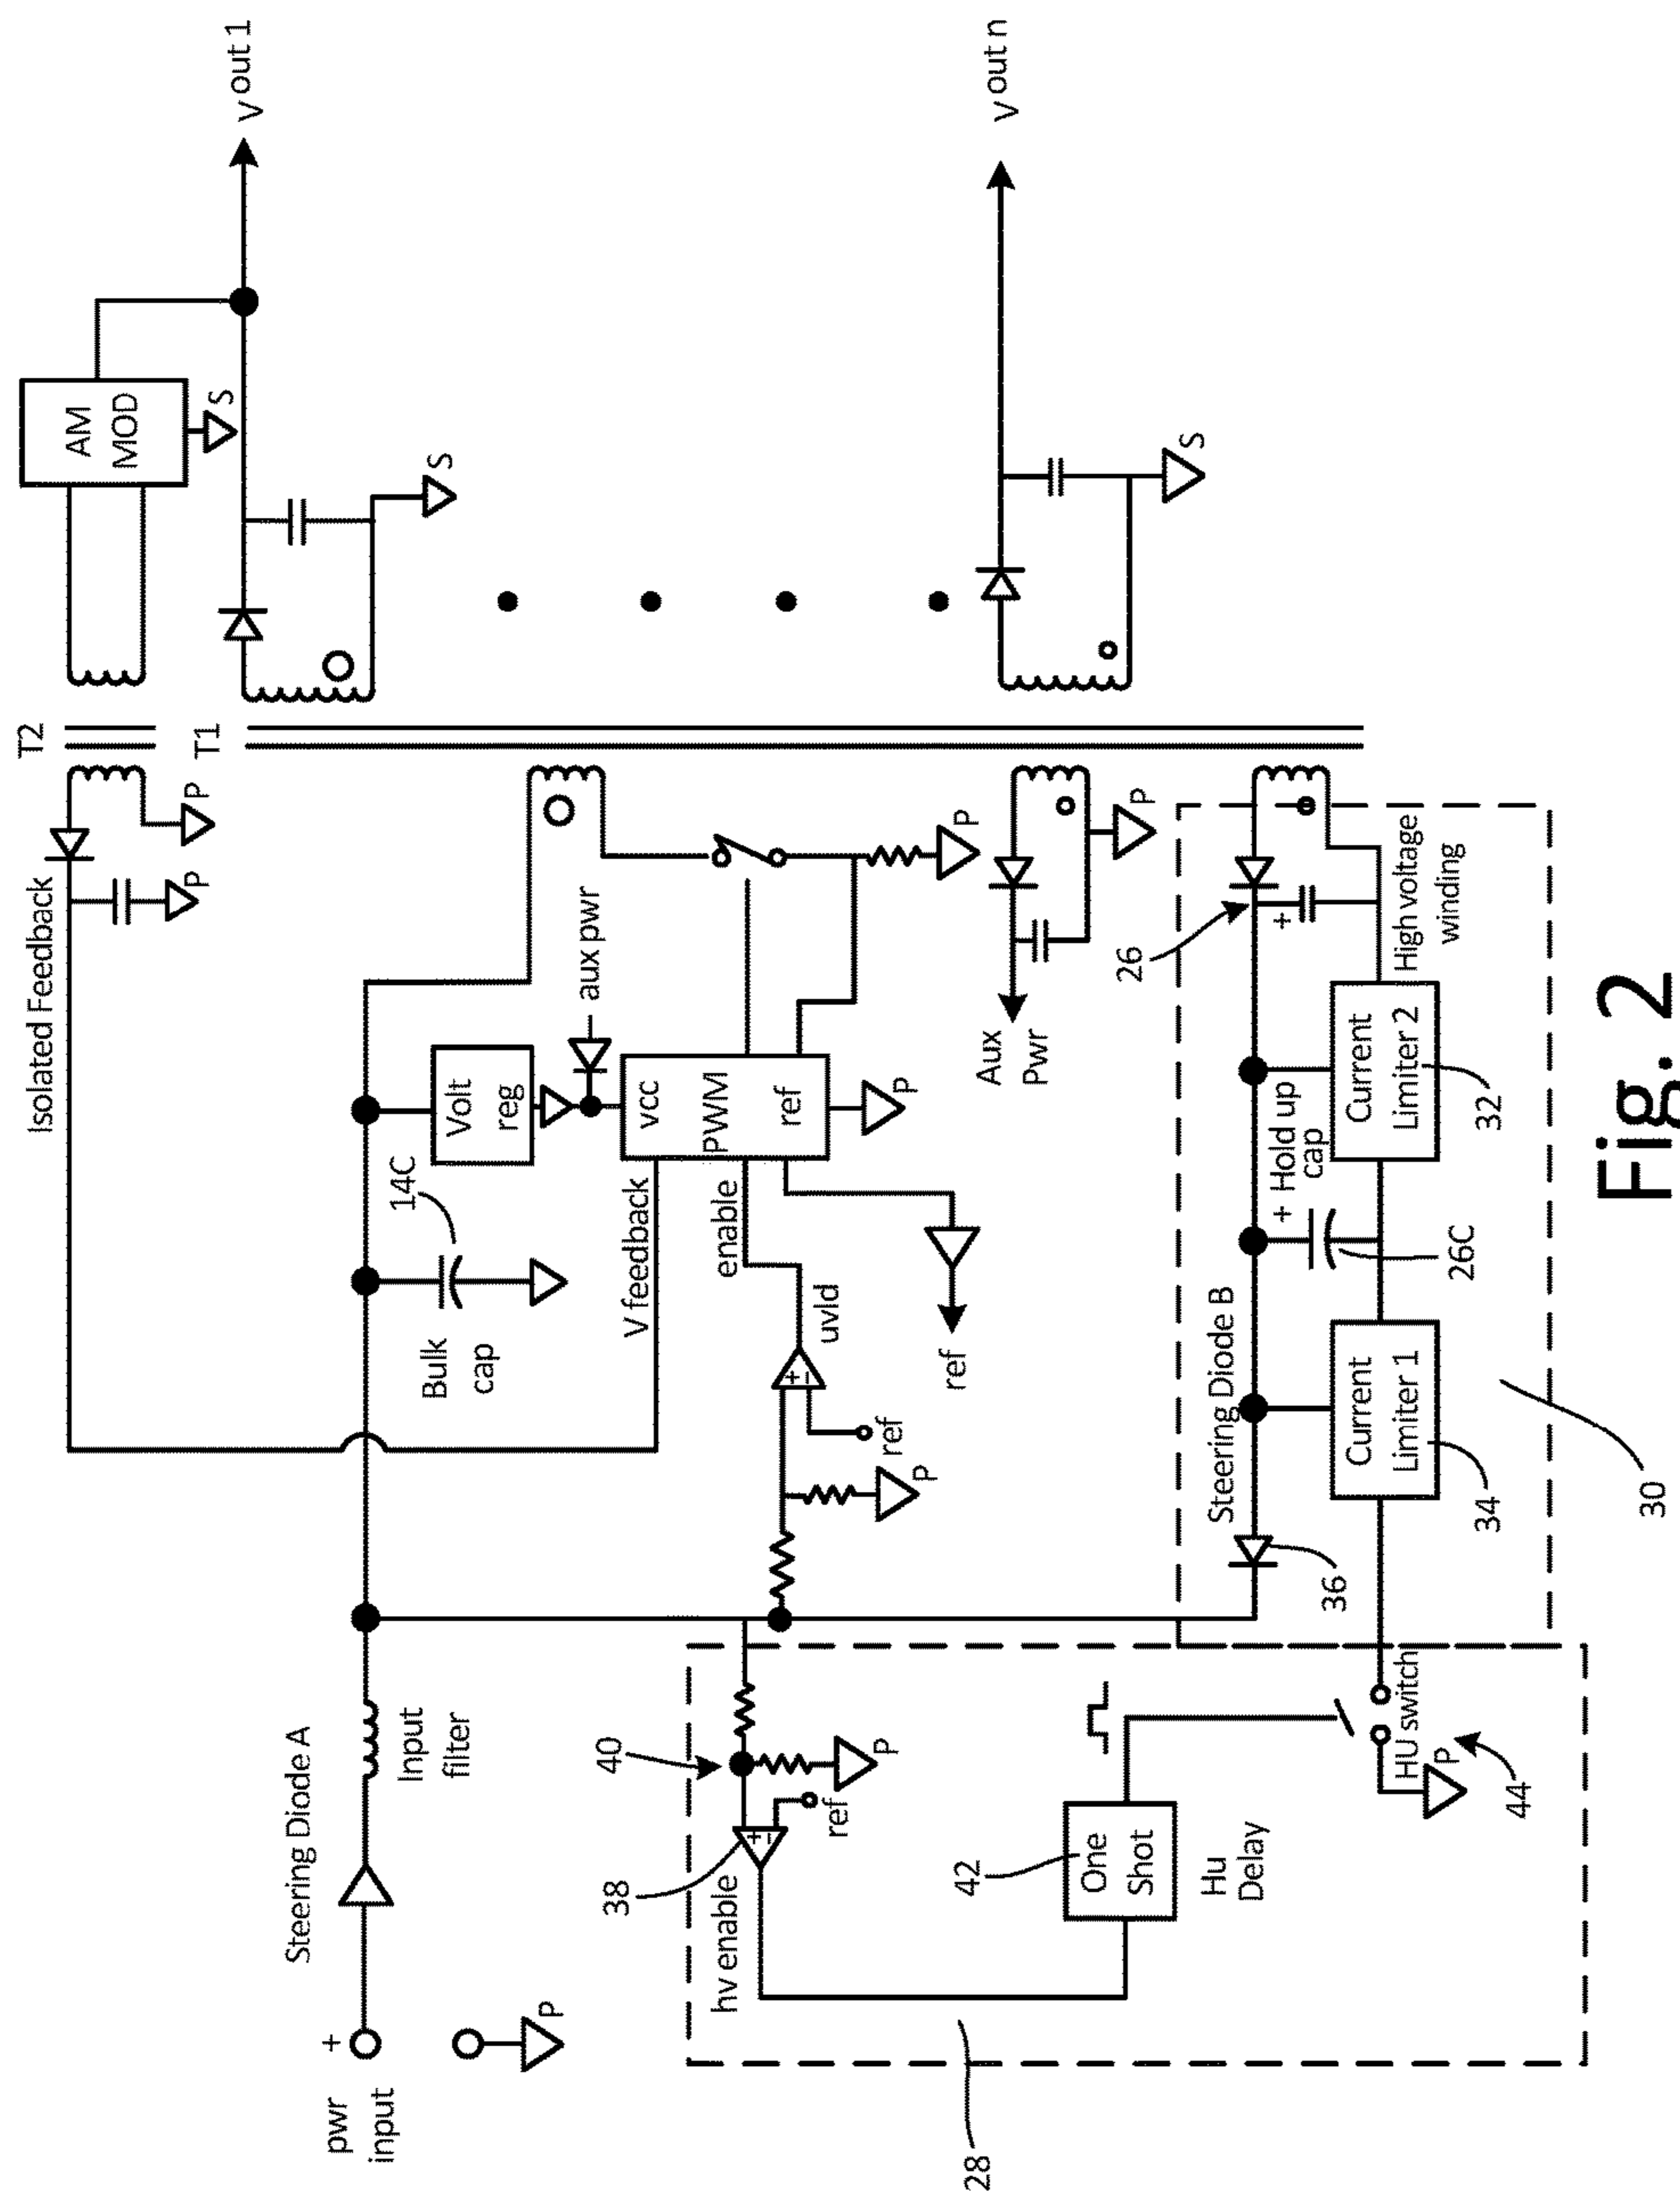 T2
T1
Isolated Feedback
P
P
AM
MOD
S
V out 1
S
V out n
S
Steering Diode A
pwr
input
+
P
Input
filter
Bulk
cap
14C
Volt
reg
aux pwr
V feedback
enable
vcc
PWM
ref
P
P
uvld
+
−
ref
P
ref
Aux
Pwr
P
40
P
+
−
ref
38
hv enable
42
One
Shot
Hu
Delay
28
HU switch
P
44
Steering Diode B
36
+ Hold up
cap
26C
26
+
High voltage
winding
Current
Limiter 1
34
Current
Limiter 2
32
30
Fig. 2